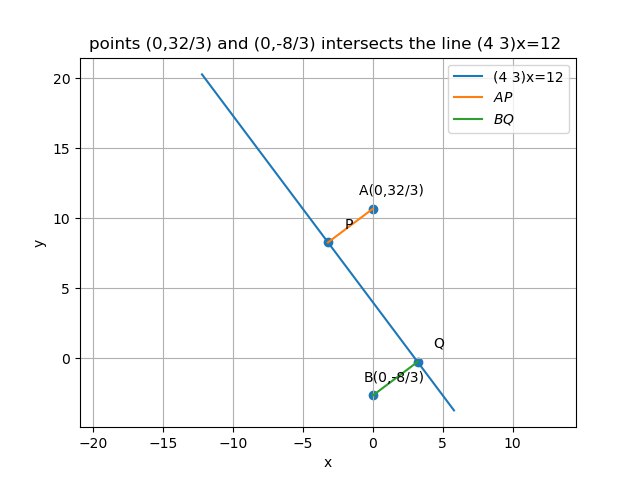 points (0,32/3) and (0,-8/3) intersects the line (4 3)x=12
(4 3)x=12
AP
BQ
20
15
10
5
0
y
A(0,32/3)
P
Q
B(0,-8/3)
−20
−15
−10
−5
0
5
10
x